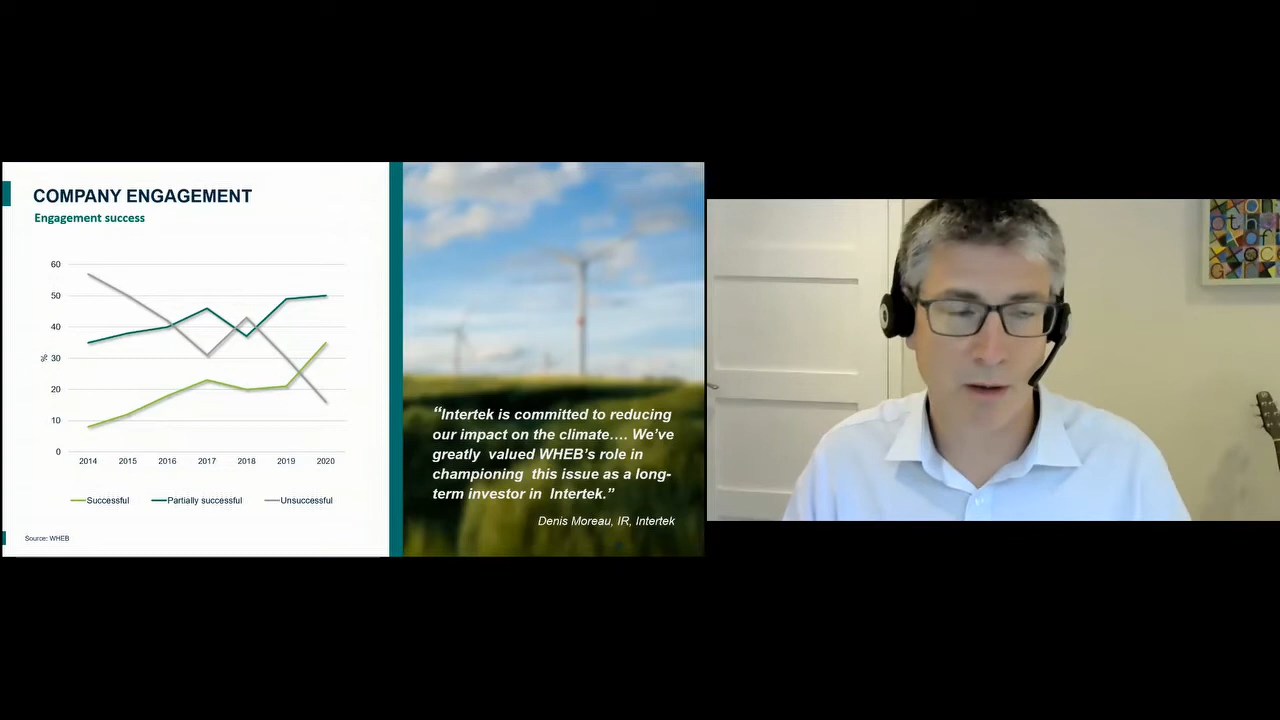 COMPANY ENGAGEMENT
Engagement success
60
50
40
% 30
20
10
0
2014 2015 2016 2017 2018 2019 2020
Successful Partially successful Unsuccessful
Source: WHEB
“Intertek is committed to reducing
our impact on the climate…. We’ve
greatly valued WHEB’s role in
championing this issue as a long-
term investor in Intertek.”
Denis Moreau, IR, Intertek